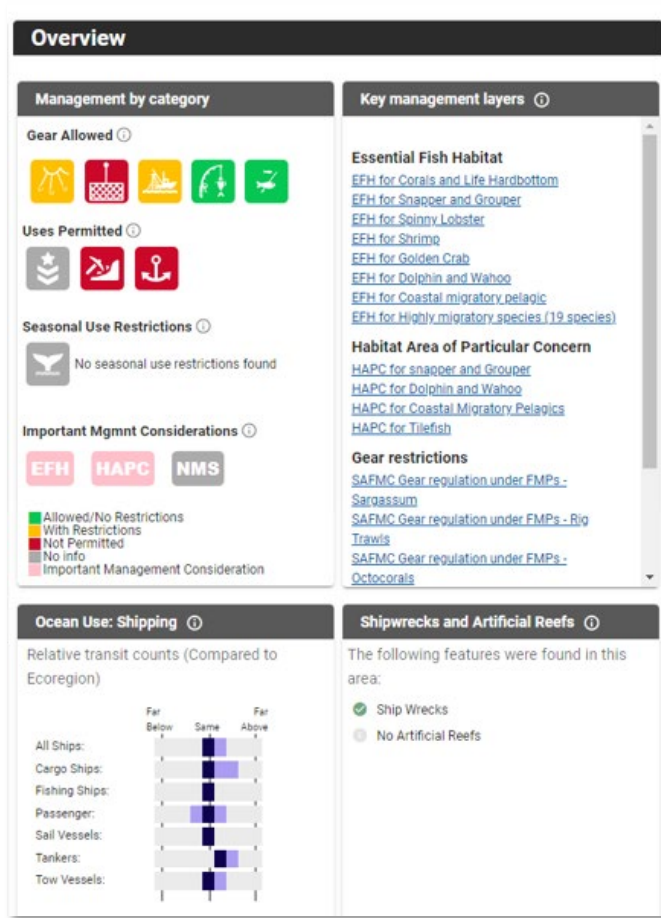 Overview
Management by category
Gear Allowed
Uses Permitted
Seasonal Use Restrictions
No seasonal use restrictions found
Important Mgmnt Considerations
EFH HAPC NMS
Allowed/No Restrictions
With Restrictions
Not Permitted
No info
Important Management Consideration
Key management layers
Essential Fish Habitat
EFH for Corals and Life Hardbottom
EFH for Snapper and Grouper
EFH for Spinny Lobster
EFH for Shrimp
EFH for Golden Crab
EFH for Dolphin and Wahoo
EFH for Coastal migratory pelagic
EFH for Highly migratory species (19 species)
Habitat Area of Particular Concern
HAPC for snapper and Grouper
HAPC for Dolphin and Wahoo
HAPC for Coastal Migratory Pelagics
HAPC for Tilefish
Gear restrictions
SAFMC Gear regulation under FMPs -
Sargassum
SAFMC Gear regulation under FMPs - Rig
Trawls
SAFMC Gear regulation under FMPs -
Octocorals
Ocean Use: Shipping
Relative transit counts (Compared to
Ecoregion)
Far Far
Below Same Above
All Ships:
Cargo Ships:
Fishing Ships:
Passenger:
Sail Vessels:
Tankers:
Tow Vessels:
Shipwrecks and Artificial Reefs
The following features were found in this
area:
Ship Wrecks
No Artificial Reefs